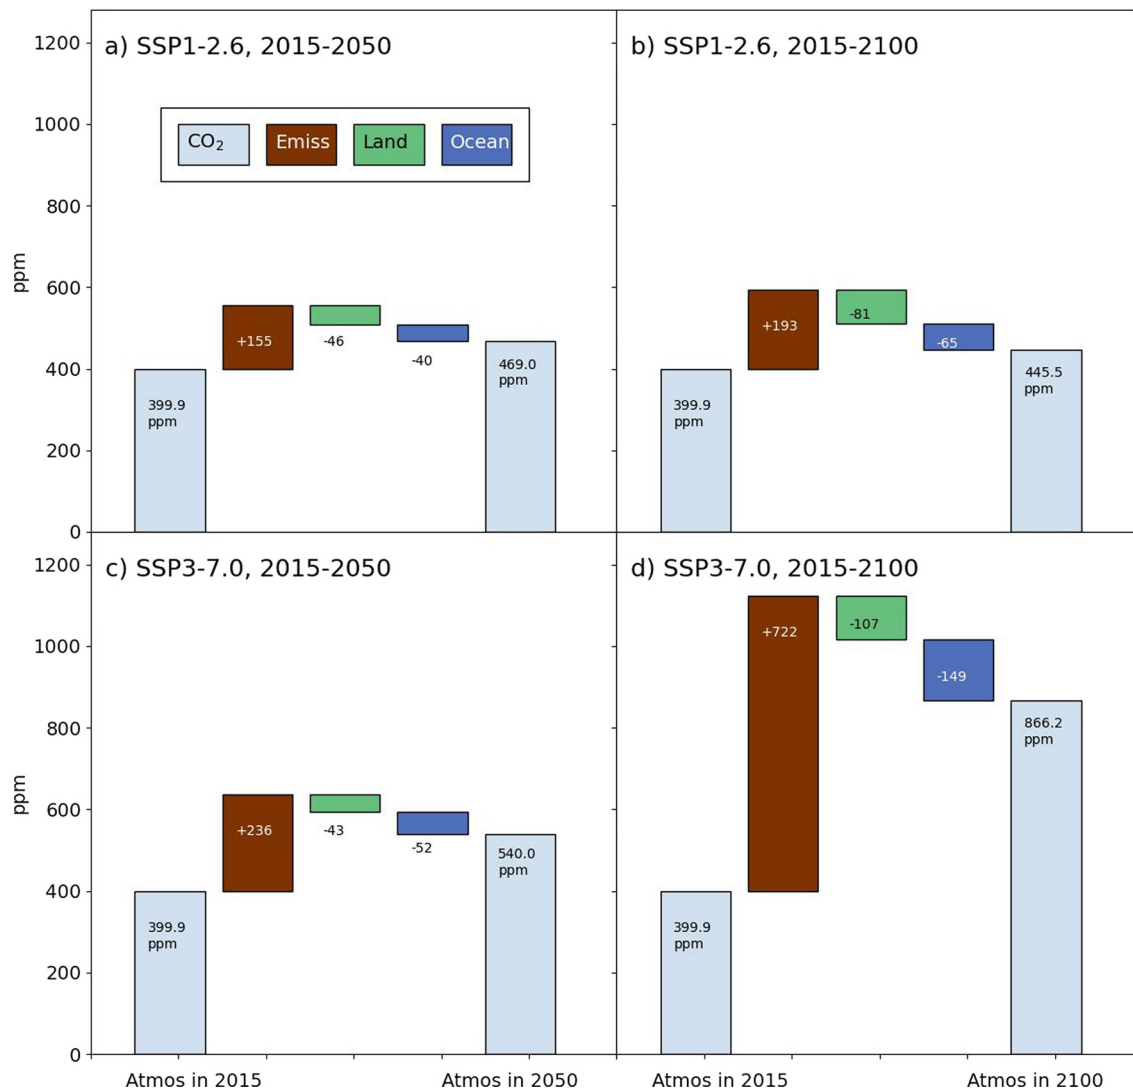 a) SSP1-2.6, 2015-2050
CO2 Emiss Land Ocean
ppm
1200
1000
800
600
400
200
0
399.9
ppm
+155
-46
-40
469.0
ppm
b) SSP1-2.6, 2015-2100
399.9
ppm
+193
-81
-65
445.5
ppm
c) SSP3-7.0, 2015-2050
ppm
1200
1000
800
600
400
200
0
399.9
ppm
+236
-43
-52
540.0
ppm
Atmos in 2015 Atmos in 2050
d) SSP3-7.0, 2015-2100
399.9
ppm
+722
-107
-149
866.2
ppm
Atmos in 2015 Atmos in 2100